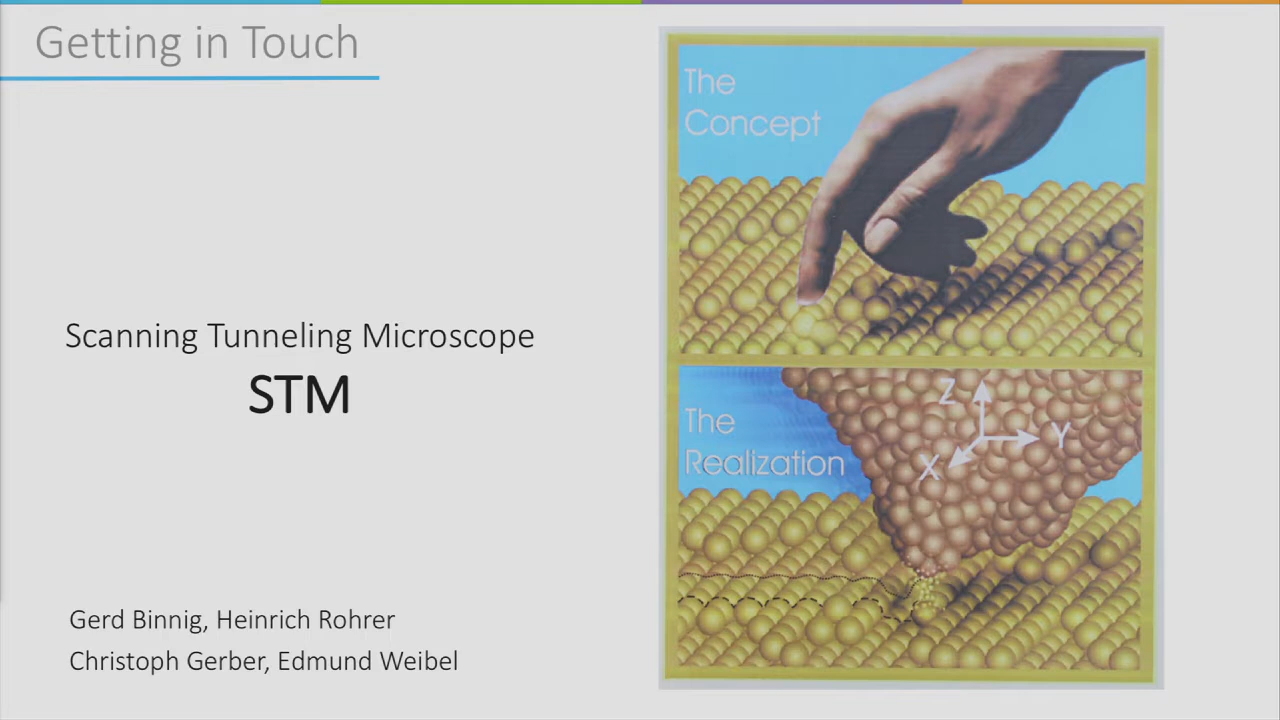 Getting in Touch
The
Concept
Scanning Tunneling Microscope
STM
The
Realization
Z
Y
X
Gerd Binnig, Heinrich Rohrer
Christoph Gerber, Edmund Weibel